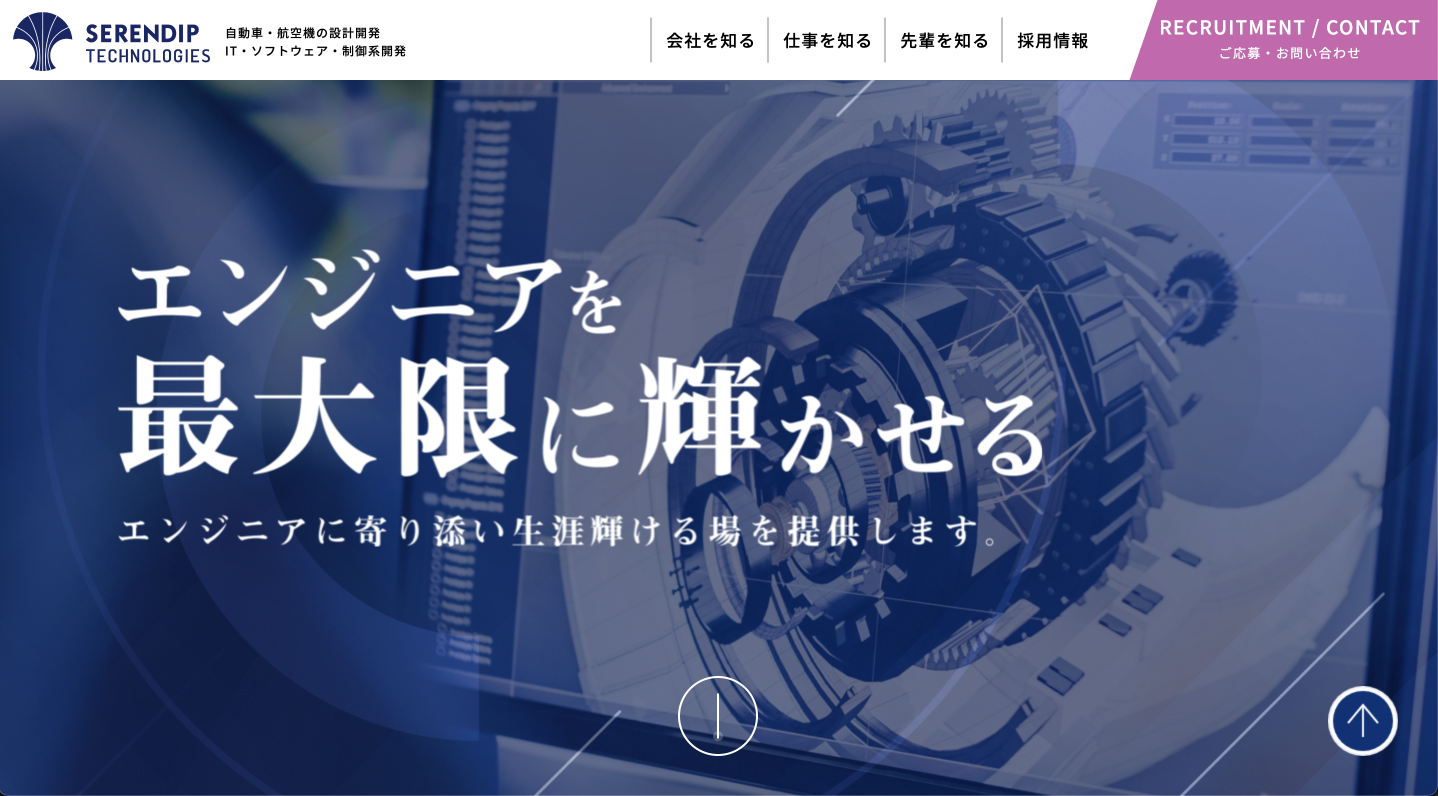 SERENDIP
TECHNOLOGIES
自動車・航空機の設計開発
IT・ソフトウェア・制御系開発
会社を知る
仕事を知る
先輩を知る
採用情報
RECRUITMENT / CONTACT
ご応募・お問い合わせ
エンジニアを
最大限に輝かせる
エンジニアに寄り添い生涯輝ける場を提供します。